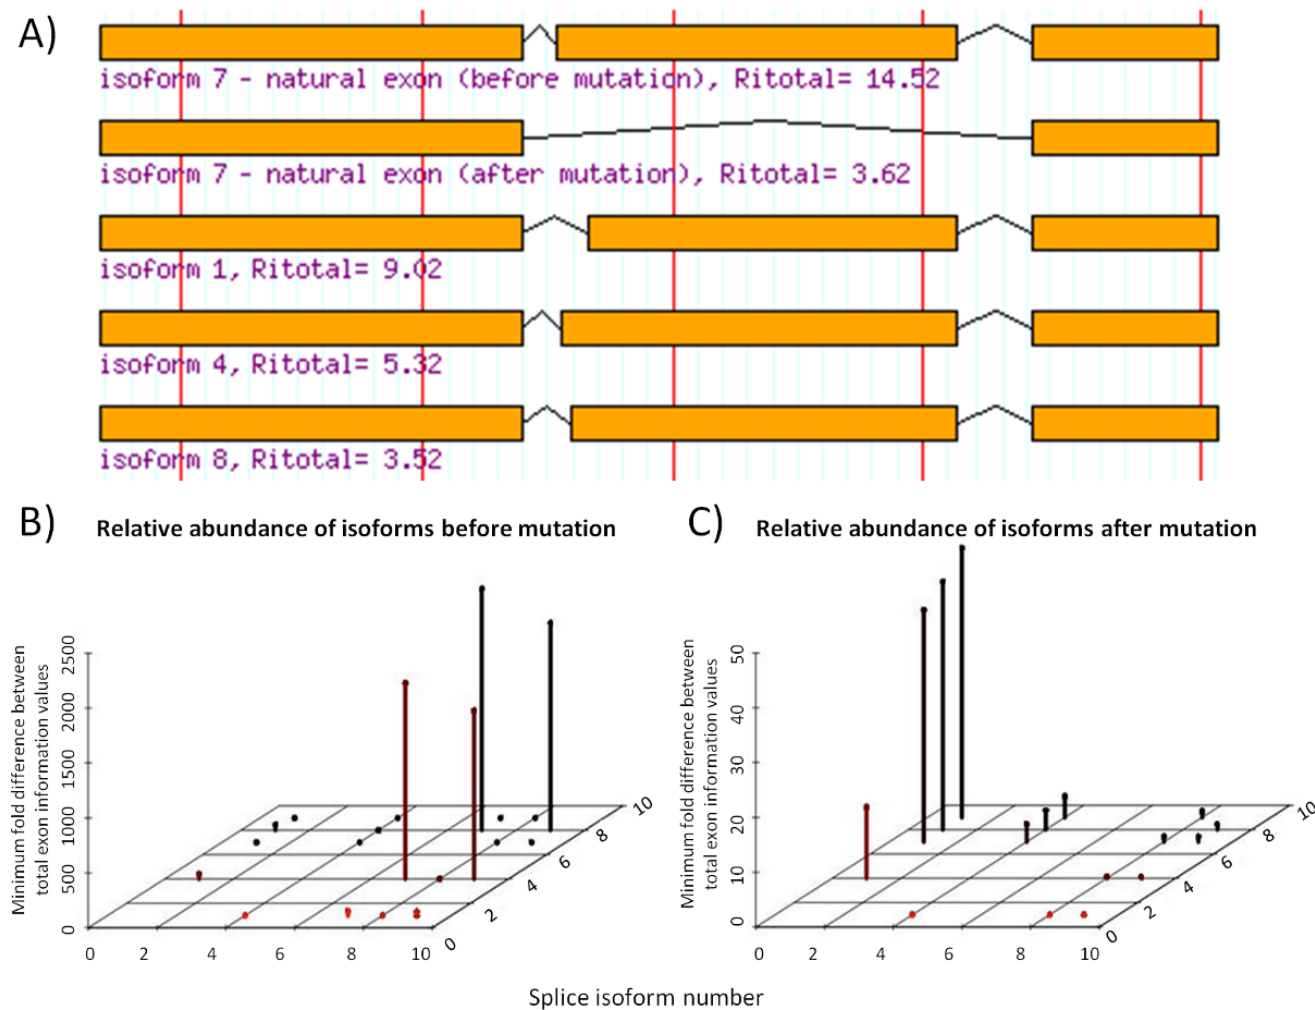 A)
isoform 7 - natural exon (before mutation), Ritotal= 14.52
isoform 7 - natural exon (after mutation), Ritotal= 3.62
isoform 1, Ritotal= 9.02
isoform 4, Ritotal= 5.32
isoform 8, Ritotal= 3.52
B)
Relative abundance of isoforms before mutation
Minimum fold difference between
total exon information values
2500
2000
1500
1000
500
0
0 2 4 6 8 10
0
2
4
6
8
10
C)
Relative abundance of isoforms after mutation
Minimum fold difference between
total exon information values
50
40
30
20
10
0
0 2 4 6 8 10
0
2
4
6
8
10
Splice isoform number